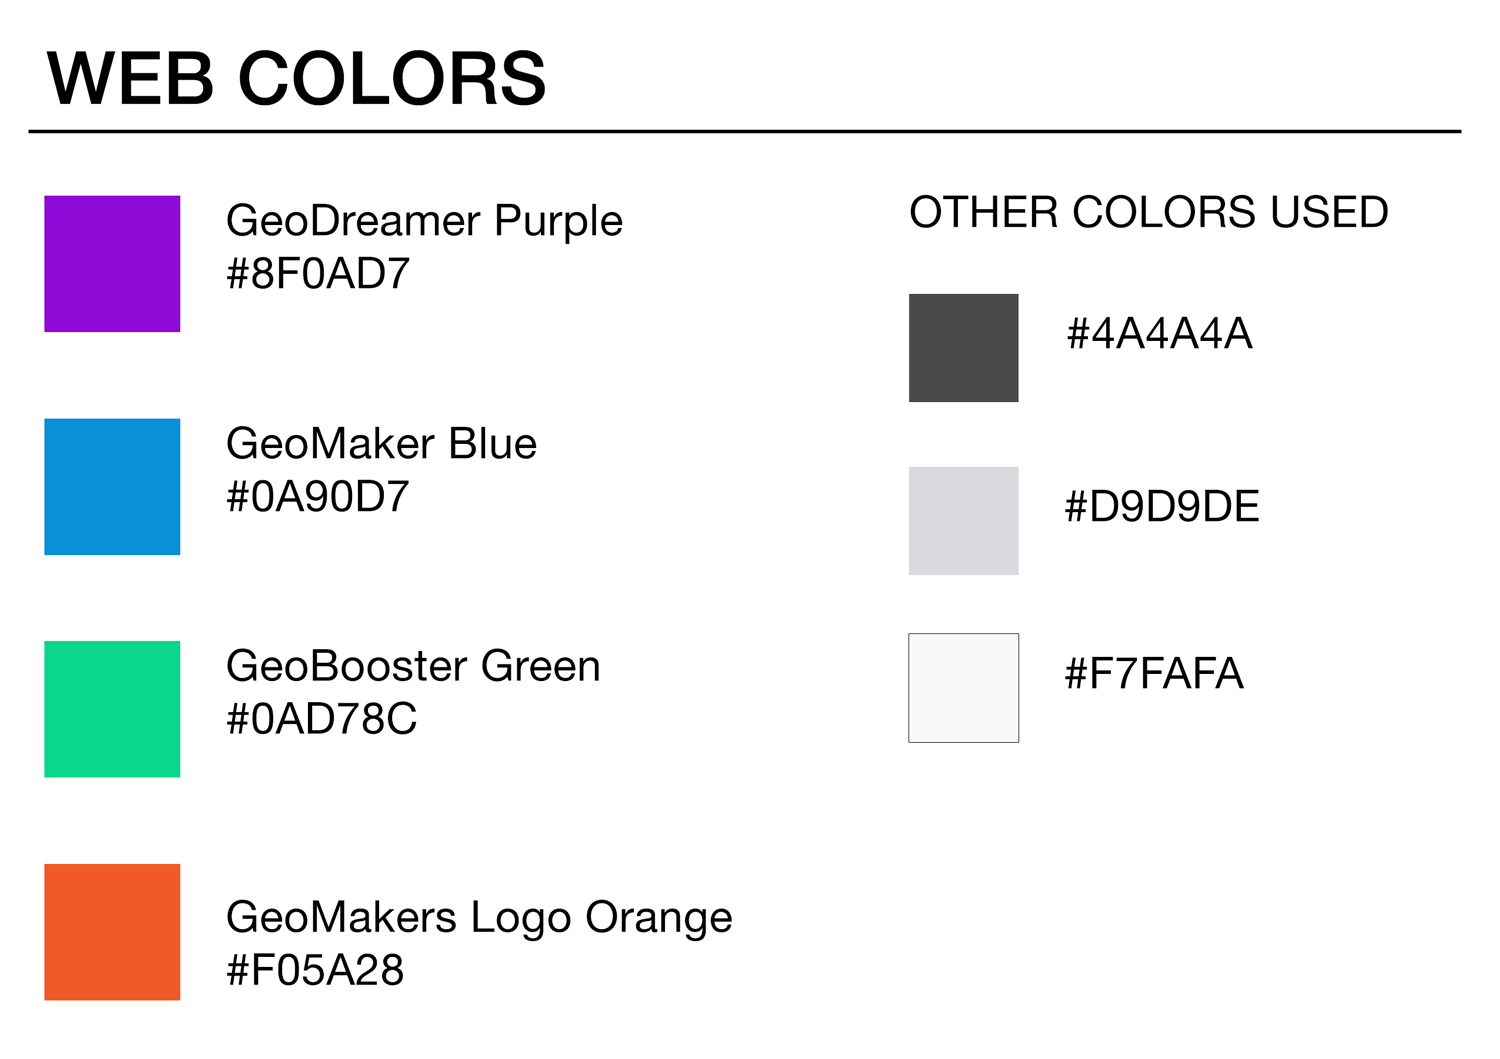 WEB COLORS
GeoDreamer Purple
#8F0AD7
GeoMaker Blue
#0A90D7
GeoBooster Green
#0AD78C
GeoMakers Logo Orange
#F05A28
OTHER COLORS USED
#4A4A4A
#D9D9DE
#F7FAFA